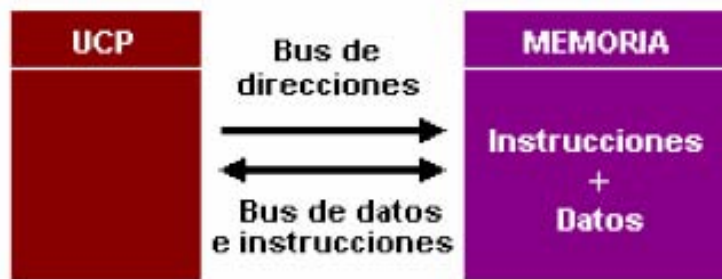 UCP
Bus de
direcciones
Bus de datos
e instrucciones
MEMORIA
Instrucciones
+
Datos